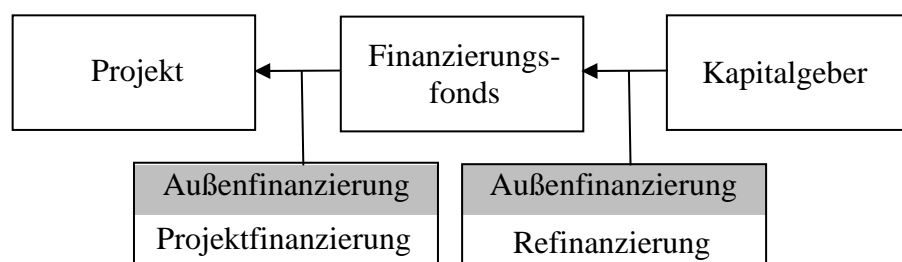 Projekt
Finanzierungs-
fonds
Kapitalgeber
Außenfinanzierung
Projektfinanzierung
Außenfinanzierung
Refinanzierung